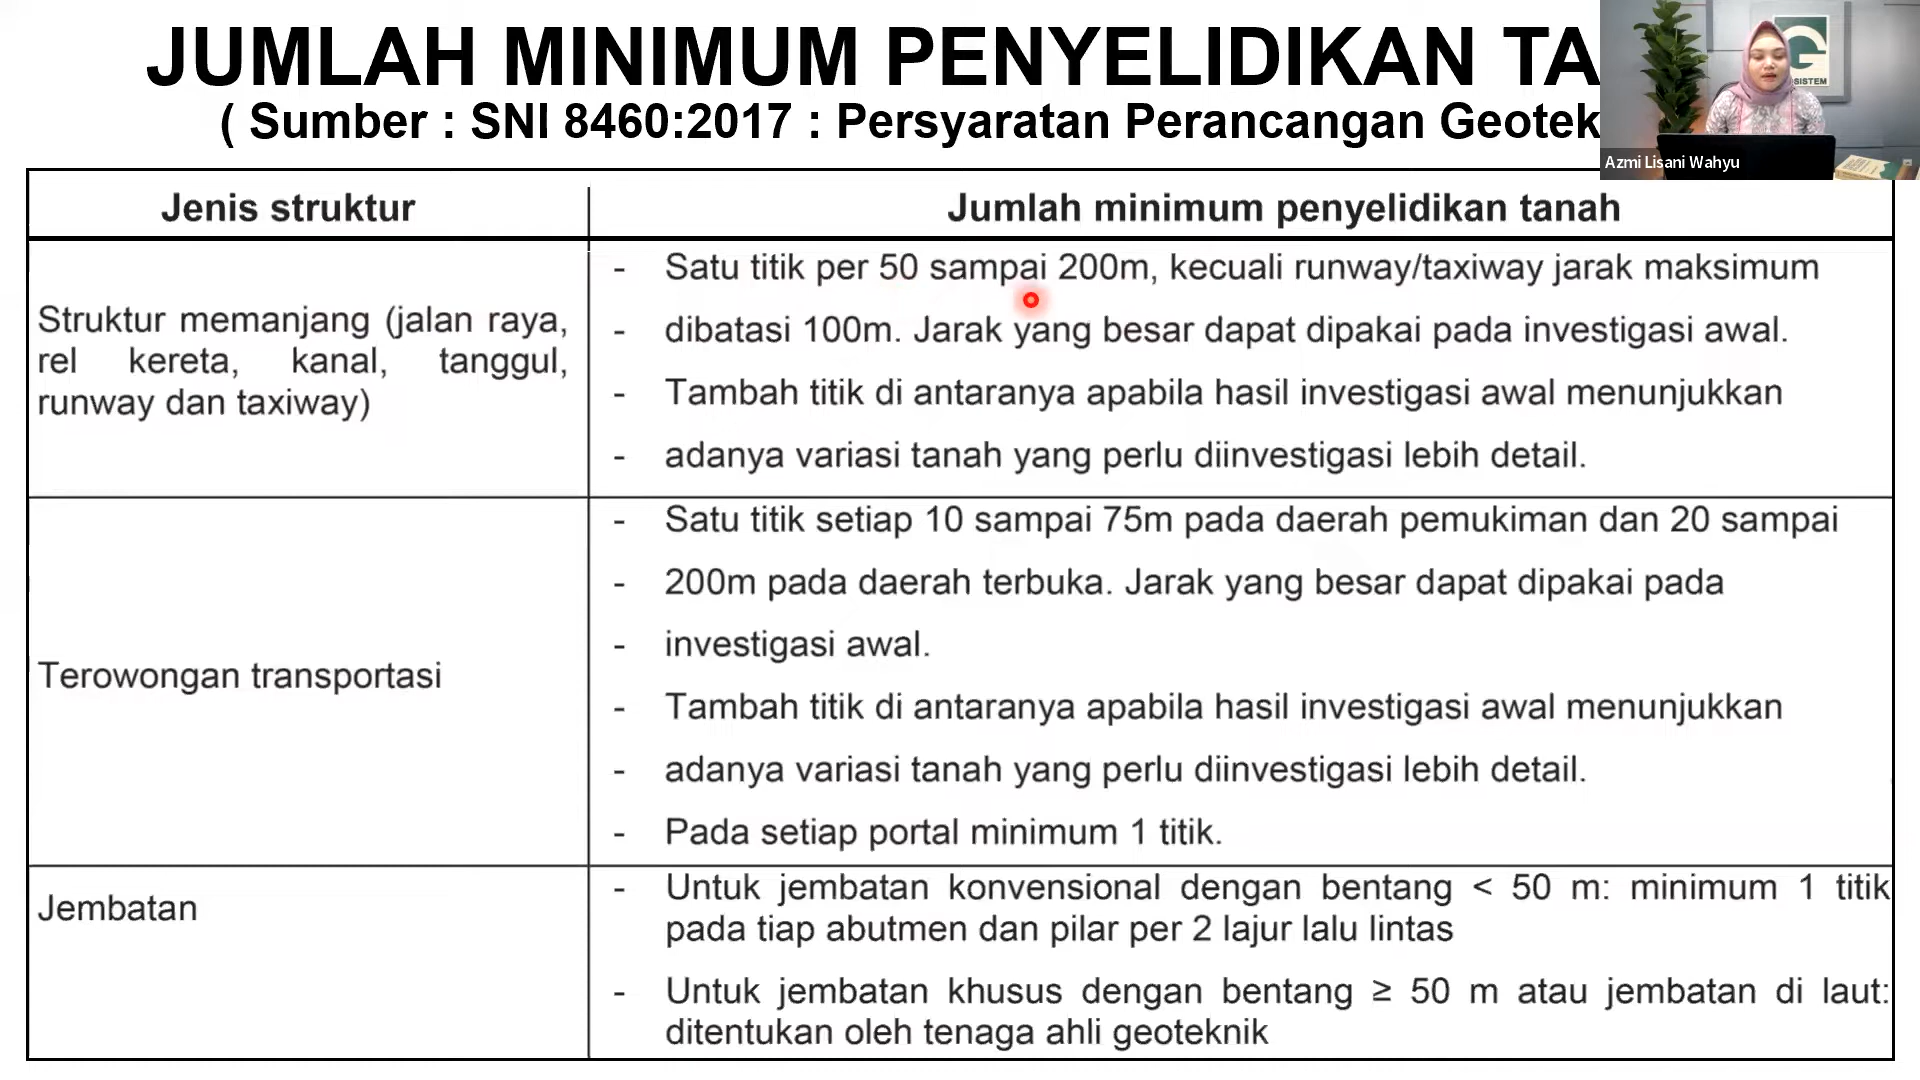 JUMLAH MINIMUM PENYELIDIKAN TA
( Sumber : SNI 8460:2017 : Persyaratan Perancangan Geotek
SISTEM
Azmi Lisani Wahyu
Jenis struktur
Jumlah minimum penyelidikan tanah
Struktur memanjang (jalan raya,
rel kereta, kanal, tanggul,
runway dan taxiway)
- Satu titik per 50 sampai 200m, kecuali runway/taxiway jarak maksimum
- dibatasi 100m. Jarak yang besar dapat dipakai pada investigasi awal.
- Tambah titik di antaranya apabila hasil investigasi awal menunjukkan
- adanya variasi tanah yang perlu diinvestigasi lebih detail.
Terowongan transportasi
- Satu titik setiap 10 sampai 75m pada daerah pemukiman dan 20 sampai
- 200m pada daerah terbuka. Jarak yang besar dapat dipakai pada
- investigasi awal.
- Tambah titik di antaranya apabila hasil investigasi awal menunjukkan
- adanya variasi tanah yang perlu diinvestigasi lebih detail.
- Pada setiap portal minimum 1 titik.
Jembatan
- Untuk jembatan konvensional dengan bentang < 50 m: minimum 1 titik
pada tiap abutmen dan pilar per 2 lajur lalu lintas
- Untuk jembatan khusus dengan bentang ≥ 50 m atau jembatan di laut:
ditentukan oleh tenaga ahli geoteknik